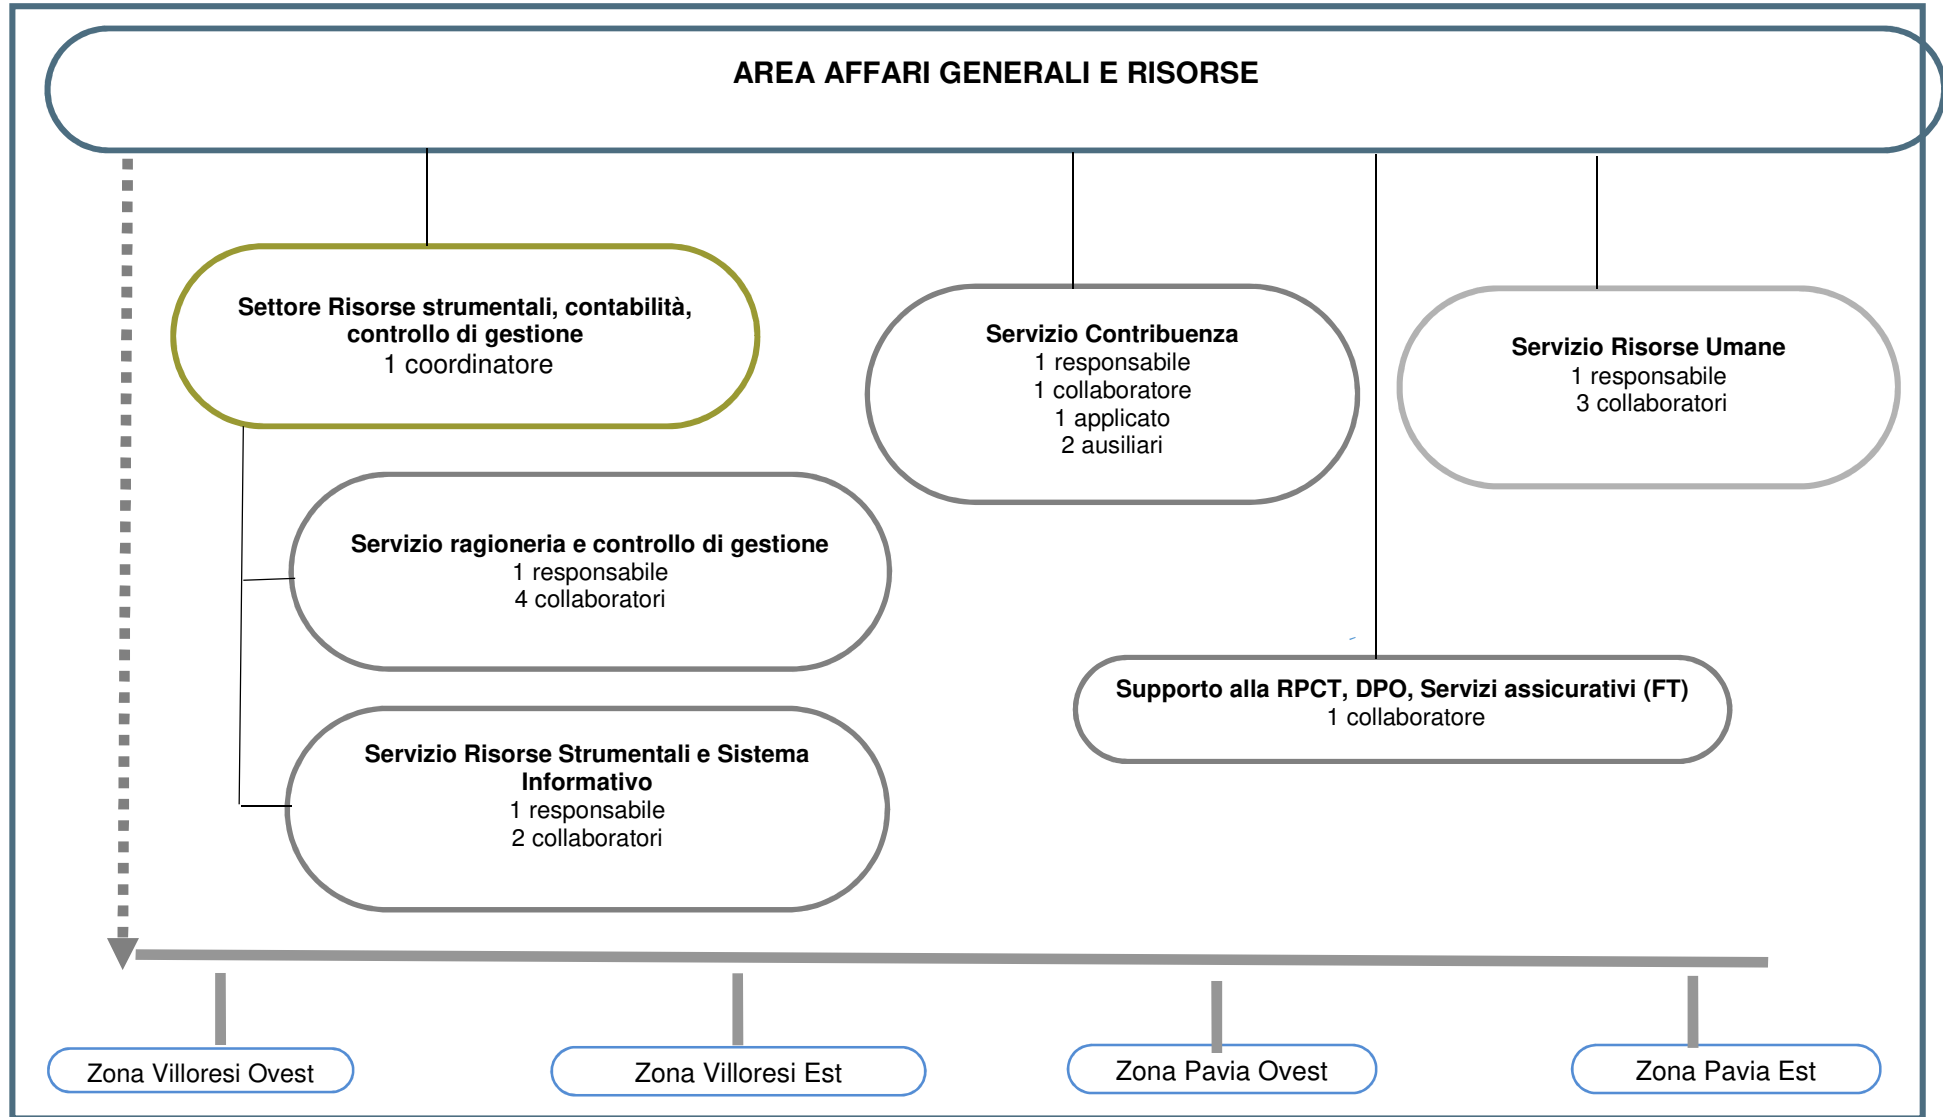 AREA AFFARI GENERALI E RISORSE
Settore Risorse strumentali, contabilità,
controllo di gestione
1 coordinatore
Servizio Contribuenza
1 responsabile
1 collaboratore
1 applicato
2 ausiliari
Servizio Risorse Umane
1 responsabile
3 collaboratori
Servizio ragioneria e controllo di gestione
1 responsabile
4 collaboratori
Supporto alla RPCT, DPO, Servizi assicurativi (FT)
1 collaboratore
Servizio Risorse Strumentali e Sistema
Informativo
1 responsabile
2 collaboratori
Zona Villoresi Ovest
Zona Villoresi Est
Zona Pavia Ovest
Zona Pavia Est